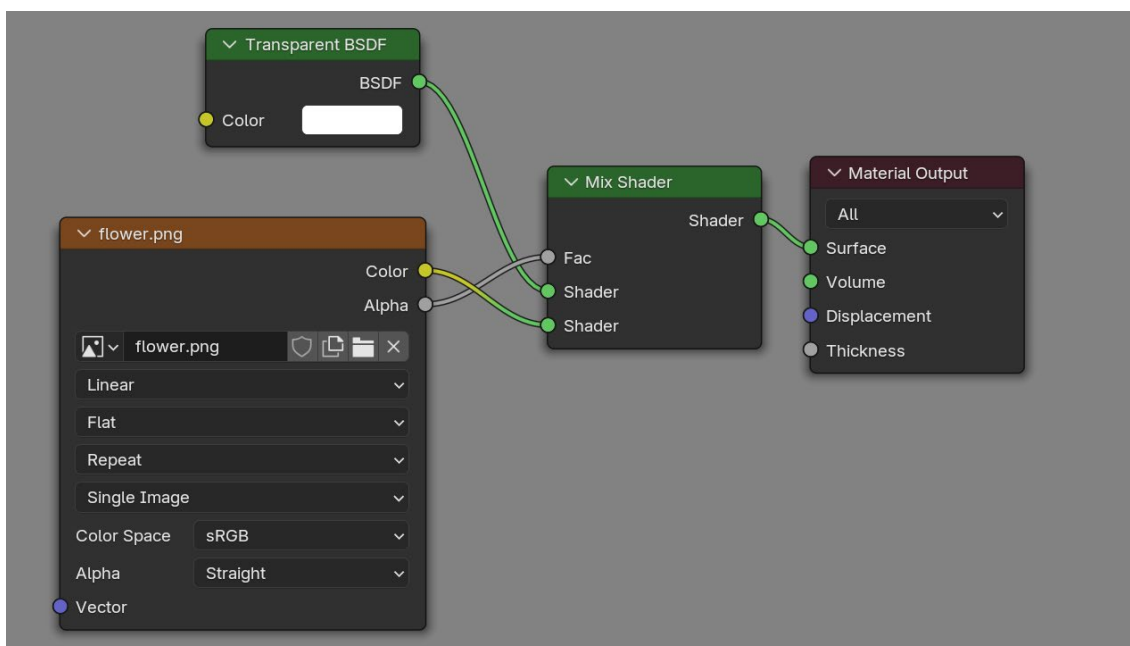 Transparent BSDF
BSDF
Color
flower.png
Color
Alpha
flower.png
Linear
Flat
Repeat
Single Image
Color Space sRGB
Alpha Straight
Vector
Mix Shader
Shader
Fac
Shader
Shader
Material Output
All
Surface
Volume
Displacement
Thickness